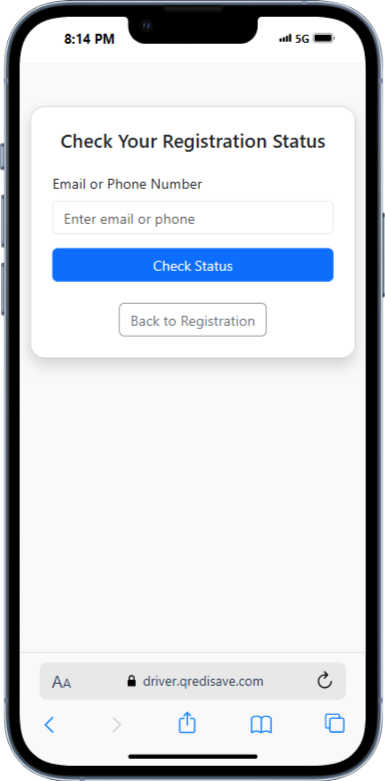 8:14 PM 5G
Check Your Registration Status
Email or Phone Number
Enter email or phone
Check Status
Back to Registration
AA driver.qredisave.com